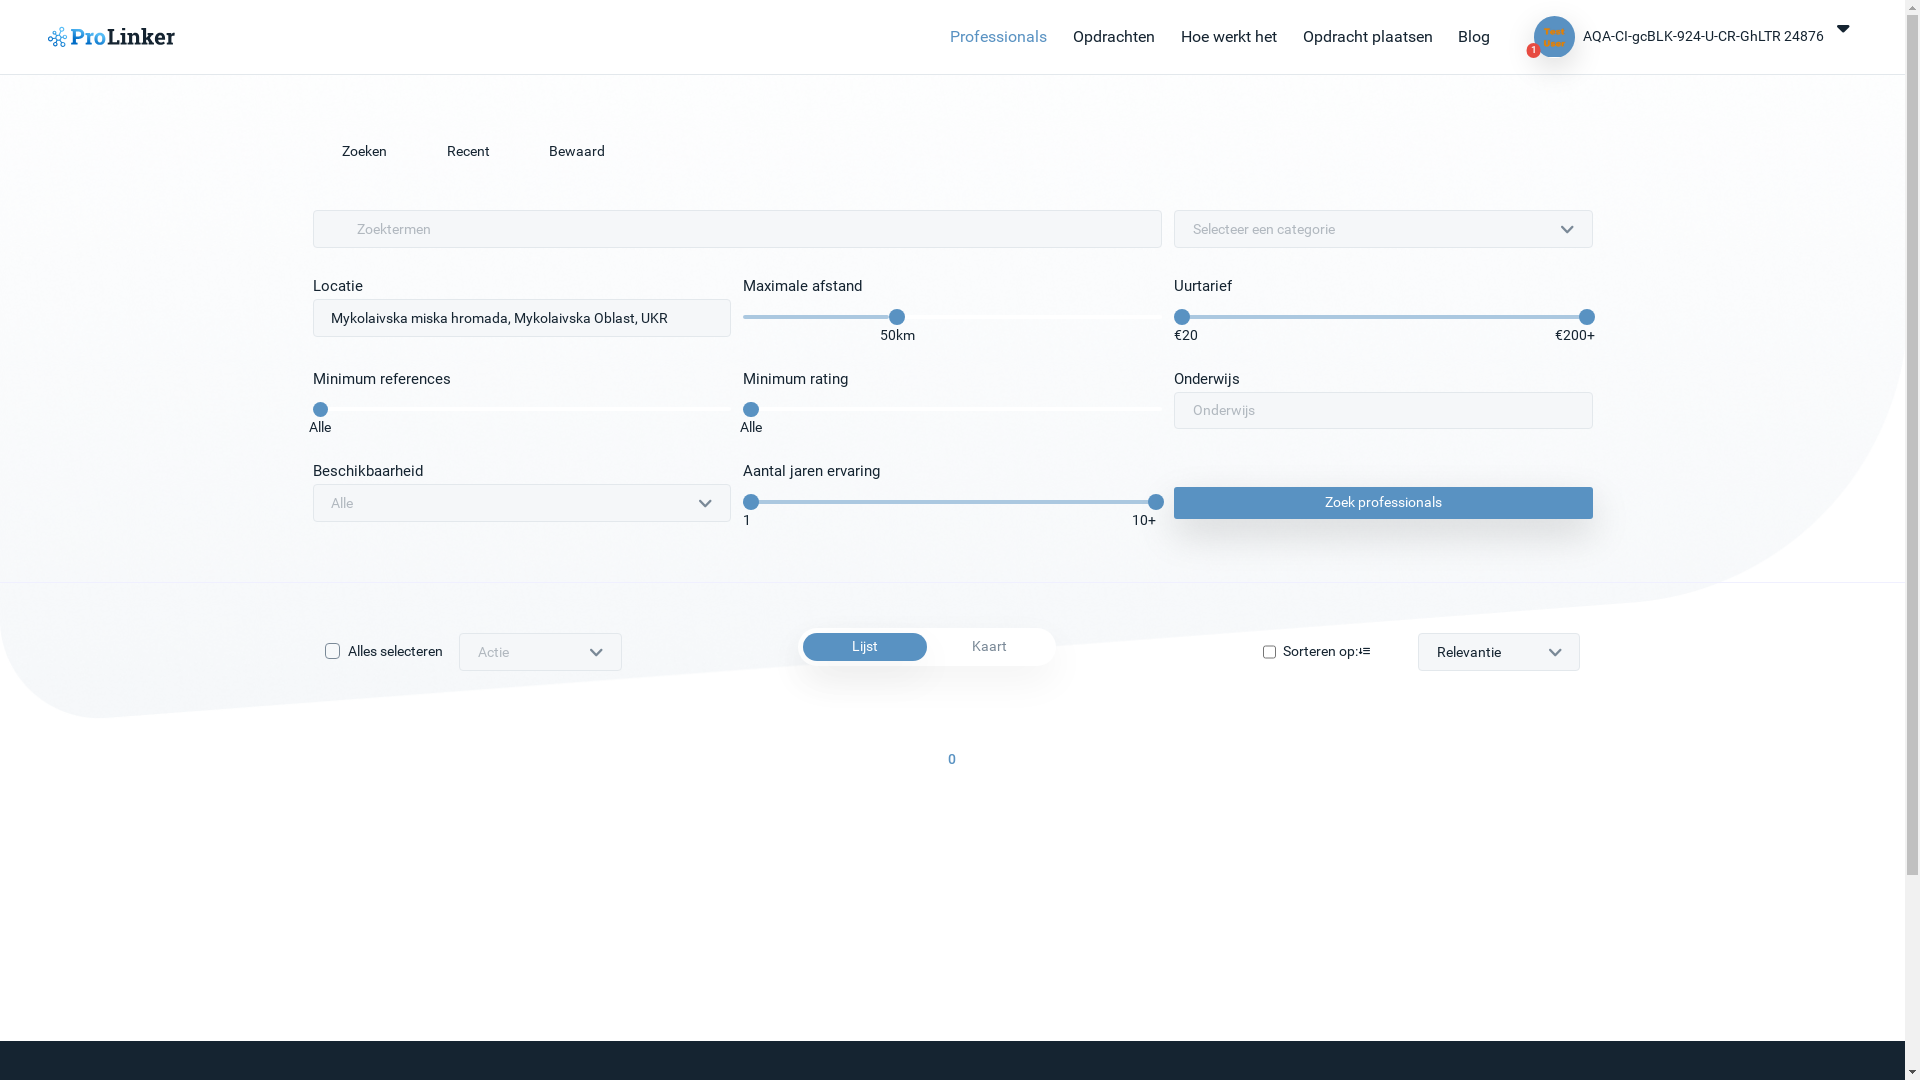 ProLinker
Professionals Opdrachten Hoe werkt het Opdracht plaatsen Blog
Test User
1
AQA-CI-gcBLK-924-U-CR-GhLTR 24876
Zoeken Recent Bewaard
Zoektermen
Selecteer een categorie
Locatie
Mykolaivska miska hromada, Mykolaivska Oblast, UKR
Maximale afstand
50km
Uurtarief
€20 €200+
Minimum references
Alle
Minimum rating
Alle
Onderwijs
Onderwijs
Beschikbaarheid
Alle
Aantal jaren ervaring
1 10+
Zoek professionals
Alles selecteren
Actie
Lijst Kaart
Sorteren op:
Relevantie
0